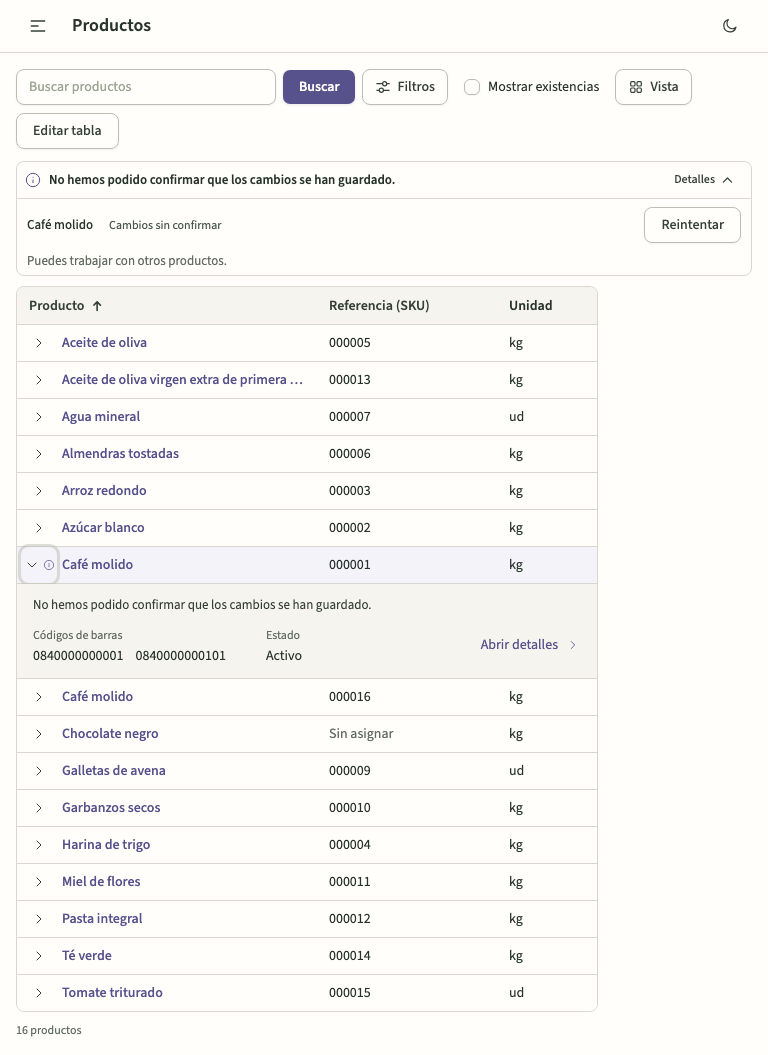 Productos
Buscar productos
Buscar
Filtros
Mostrar existencias
Vista
Editar tabla
No hemos podido confirmar que los cambios se han guardado.
Detalles
Café molido
Cambios sin confirmar
Reintentar
Puedes trabajar con otros productos.
Producto
Referencia (SKU)
Unidad
Aceite de oliva 000005 kg
Aceite de oliva virgen extra de primera … 000013 kg
Agua mineral 000007 ud
Almendras tostadas 000006 kg
Arroz redondo 000003 kg
Azúcar blanco 000002 kg
Café molido 000001 kg
No hemos podido confirmar que los cambios se han guardado.
Códigos de barras Estado
0840000000001 0840000000101 Activo
Abrir detalles
Café molido 000016 kg
Chocolate negro Sin asignar kg
Galletas de avena 000009 ud
Garbanzos secos 000010 kg
Harina de trigo 000004 kg
Miel de flores 000011 kg
Pasta integral 000012 kg
Té verde 000014 kg
Tomate triturado 000015 ud
16 productos